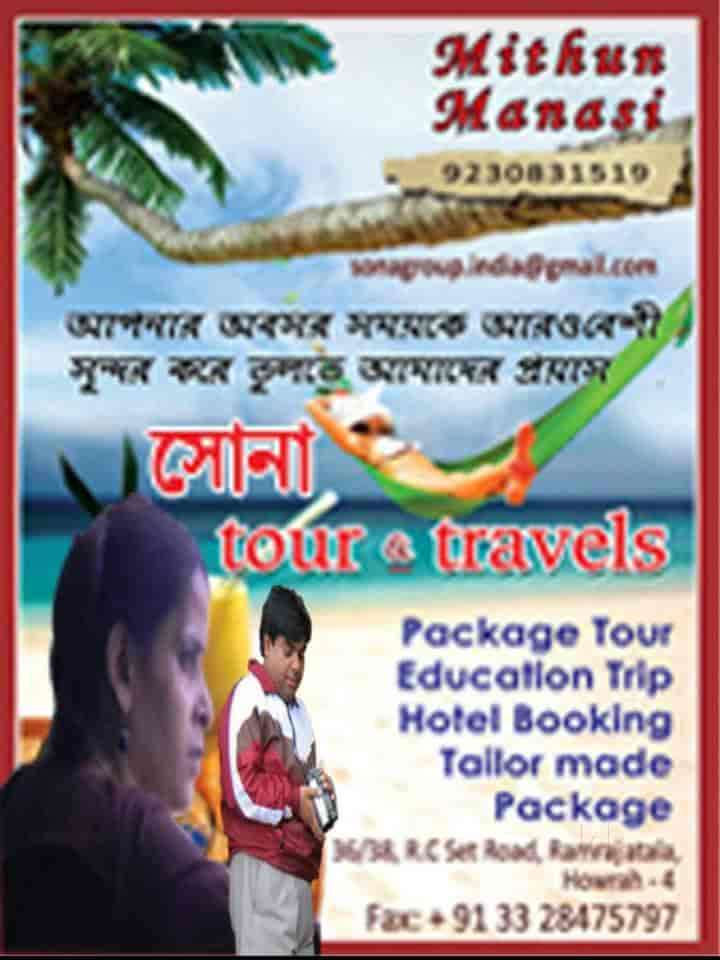 Mithun
Manasi
9230831519
sonagroup.india@gmail.com
আপনার অবসর সময়কে আরওবেশী
সুন্দর করে তুলতে আমাদের প্রয়াস
সোনা
tour & travels
Package Tour
Education Trip
Hotel Booking
Tailor made
Package
36/38, R.C Set Road, Ramrajatala,
Howrah - 4
Fax: + 91 33 28475797